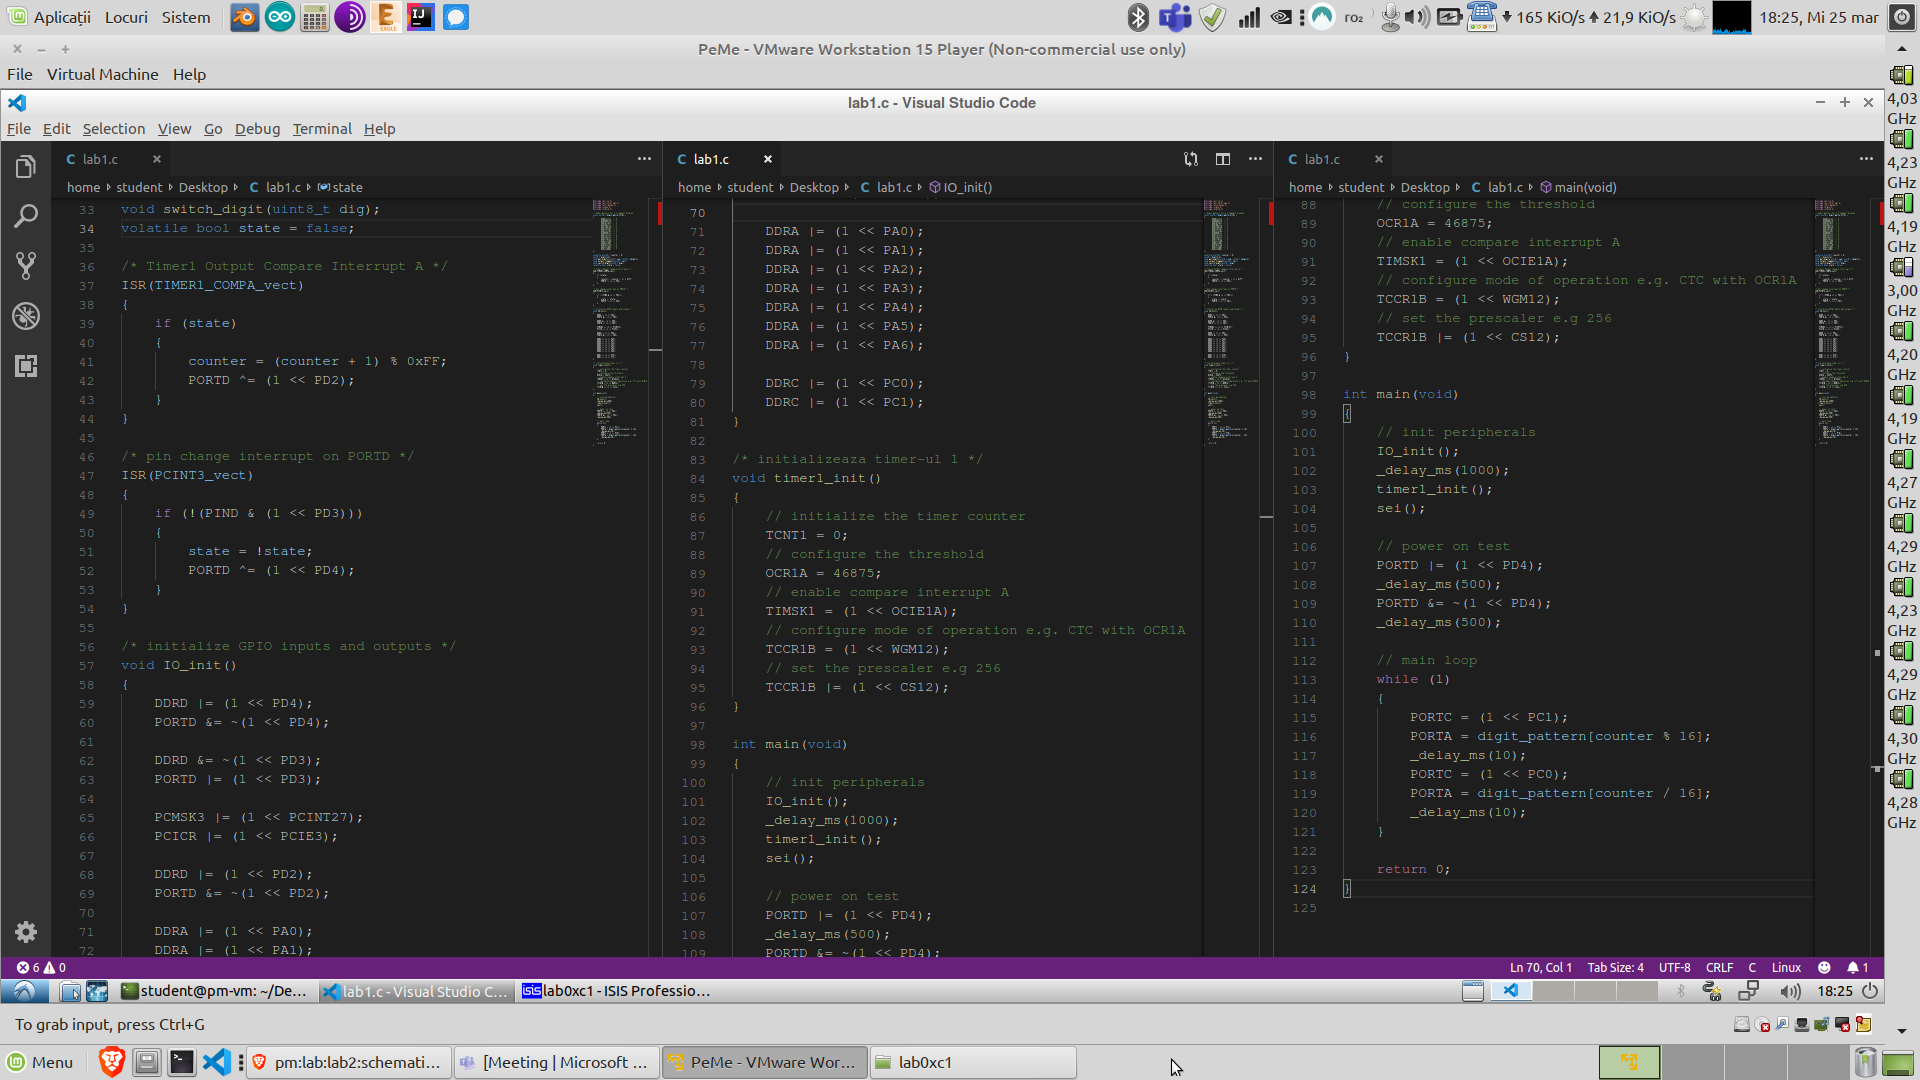 Aplicații Locuri Sistem
165 KiO/s 21,9 KiO/s 18:25, Mi 25 mar
PeMe - VMware Workstation 15 Player (Non-commercial use only)
File Virtual Machine Help
lab1.c - Visual Studio Code
File Edit Selection View Go Debug Terminal Help
C lab1.c
home student Desktop C lab1.c state
33 void switch_digit(uint8_t dig);
34 volatile bool state = false;
35
36 /* Timer1 Output Compare Interrupt A */
37 ISR(TIMER1_COMPA_vect)
38 {
39 if (state)
40 {
41 counter = (counter + 1) % 0xFF;
42 PORTD ^= (1 << PD2);
43 }
44 }
45
46 /* pin change interrupt on PORTD */
47 ISR(PCINT3_vect)
48 {
49 if (!(PIND & (1 << PD3)))
50 {
51 state = !state;
52 PORTD ^= (1 << PD4);
53 }
54 }
55
56 /* initialize GPIO inputs and outputs */
57 void IO_init()
58 {
59 DDRD |= (1 << PD4);
60 PORTD &= ~(1 << PD4);
61
62 DDRD &= ~(1 << PD3);
63 PORTD |= (1 << PD3);
64
65 PCMSK3 |= (1 << PCINT27);
66 PCICR |= (1 << PCIE3);
67
68 DDRD |= (1 << PD2);
69 PORTD &= ~(1 << PD2);
70
71 DDRA |= (1 << PA0);
72 DDRA |= (1 << PA1);
C lab1.c
home student Desktop C lab1.c IO_init()
70
71 DDRA |= (1 << PA0);
72 DDRA |= (1 << PA1);
73 DDRA |= (1 << PA2);
74 DDRA |= (1 << PA3);
75 DDRA |= (1 << PA4);
76 DDRA |= (1 << PA5);
77 DDRA |= (1 << PA6);
78
79 DDRC |= (1 << PC0);
80 DDRC |= (1 << PC1);
81 }
82
83 /* initializeaza timer-ul 1 */
84 void timer1_init()
85 {
86 // initialize the timer counter
87 TCNT1 = 0;
88 // configure the threshold
89 OCR1A = 46875;
90 // enable compare interrupt A
91 TIMSK1 = (1 << OCIE1A);
92 // configure mode of operation e.g. CTC with OCR1A
93 TCCR1B = (1 << WGM12);
94 // set the prescaler e.g 256
95 TCCR1B |= (1 << CS12);
96 }
97
98 int main(void)
99 {
100 // init peripherals
101 IO_init();
102 _delay_ms(1000);
103 timer1_init();
104 sei();
105
106 // power on test
107 PORTD |= (1 << PD4);
108 _delay_ms(500);
109 PORTD &= ~(1 << PD4);
C lab1.c
home student Desktop C lab1.c main(void)
88 // configure the threshold
89 OCR1A = 46875;
90 // enable compare interrupt A
91 TIMSK1 = (1 << OCIE1A);
92 // configure mode of operation e.g. CTC with OCR1A
93 TCCR1B = (1 << WGM12);
94 // set the prescaler e.g 256
95 TCCR1B |= (1 << CS12);
96 }
97
98 int main(void)
99 {
100 // init peripherals
101 IO_init();
102 _delay_ms(1000);
103 timer1_init();
104 sei();
105
106 // power on test
107 PORTD |= (1 << PD4);
108 _delay_ms(500);
109 PORTD &= ~(1 << PD4);
110 _delay_ms(500);
111
112 // main loop
113 while (1)
114 {
115 PORTC = (1 << PC1);
116 PORTA = digit_pattern[counter % 16];
117 _delay_ms(10);
118 PORTC = (1 << PC0);
119 PORTA = digit_pattern[counter / 16];
120 _delay_ms(10);
121 }
122
123 return 0;
124 }
125
4,03 GHz
4,23 GHz
4,19 GHz
3,00 GHz
4,20 GHz
4,19 GHz
4,27 GHz
4,29 GHz
4,23 GHz
4,29 GHz
4,30 GHz
4,28 GHz
6 0 Ln 70, Col 1 Tab Size: 4 UTF-8 CRLF C Linux 1
student@pm-vm: ~/De... lab1.c - Visual Studio C... isis lab0xc1 - ISIS Professio... 18:25
To grab input, press Ctrl+G
Menu pm:lab:lab2:schemati... [Meeting | Microsoft ... PeMe - VMware Wor... lab0xc1